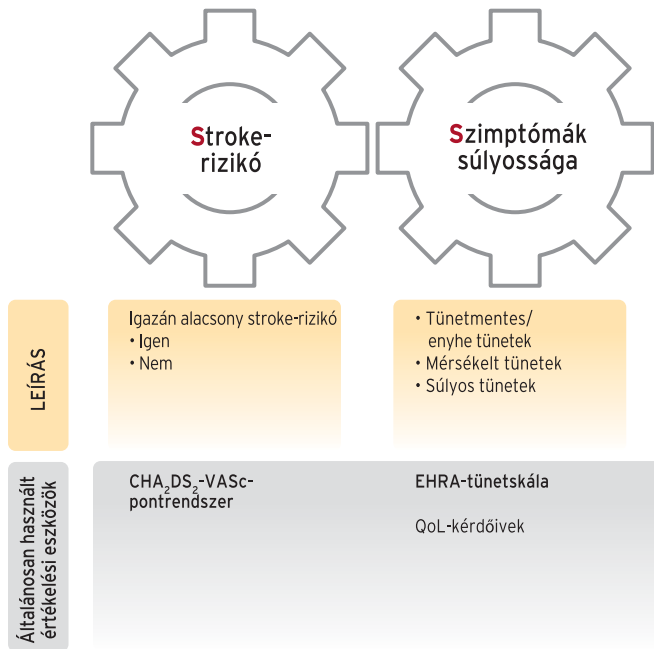 Stroke-
rizikó
Szimptómák
súlyossága
LEÍRÁS
Igazán alacsony stroke-rizikó
• Igen
• Nem
• Tünetmentes/
enyhe tünetek
• Mérsékelt tünetek
• Súlyos tünetek
Általánosan használt
értékelési eszközök
CHA₂DS₂-VASc-
pontrendszer
EHRA-tünetskála
QoL-kérdőivek